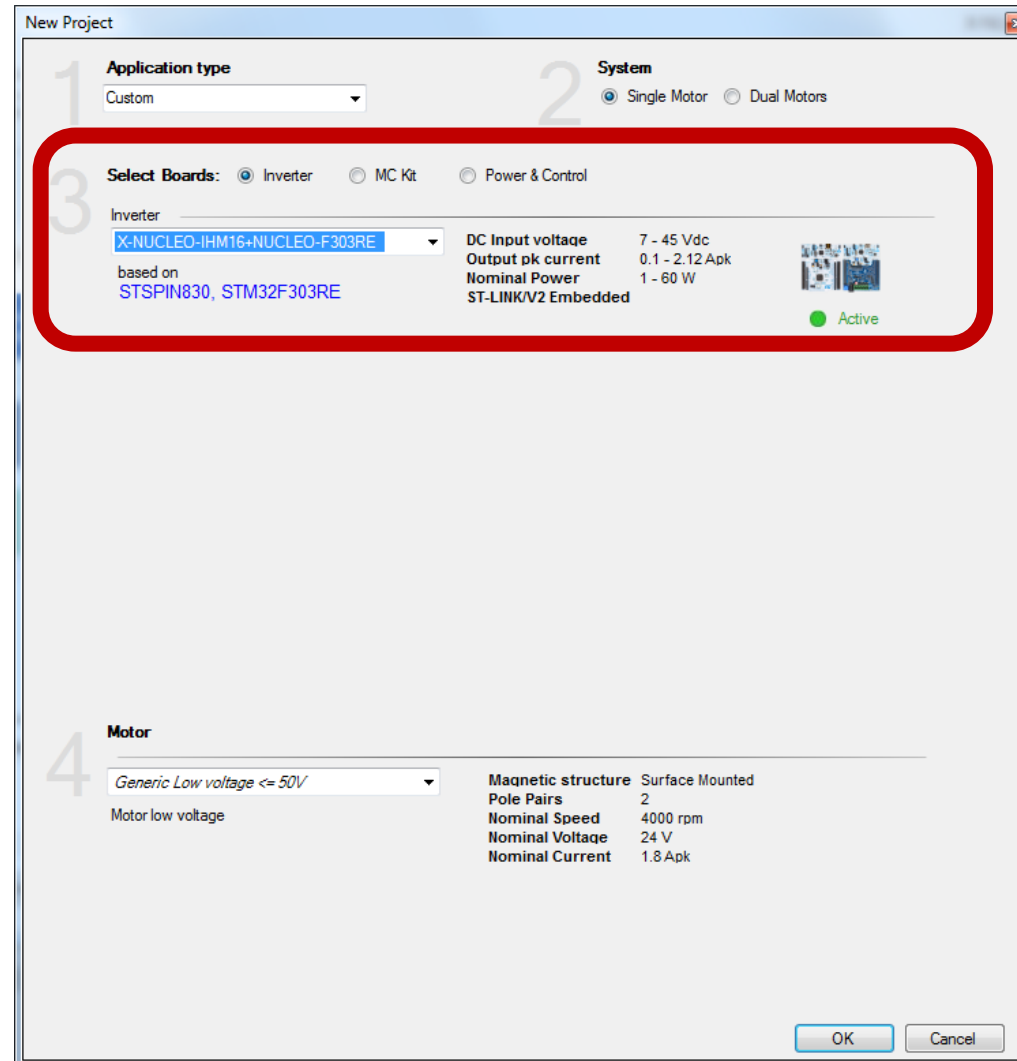 New Project
1
Application type
Custom
2
System
Single Motor Dual Motors
3
Select Boards: Inverter MC Kit Power & Control
Inverter
X-NUCLEO-IHM16+NUCLEO-F303RE
based on
STSPIN830, STM32F303RE
DC Input voltage 7 - 45 Vdc
Output pk current 0.1 - 2.12 Apk
Nominal Power 1 - 60 W
ST-LINK/V2 Embedded
Active
4
Motor
Generic Low voltage <= 50V
Motor low voltage
Magnetic structure Surface Mounted
Pole Pairs 2
Nominal Speed 4000 rpm
Nominal Voltage 24 V
Nominal Current 1.8 Apk
OK Cancel